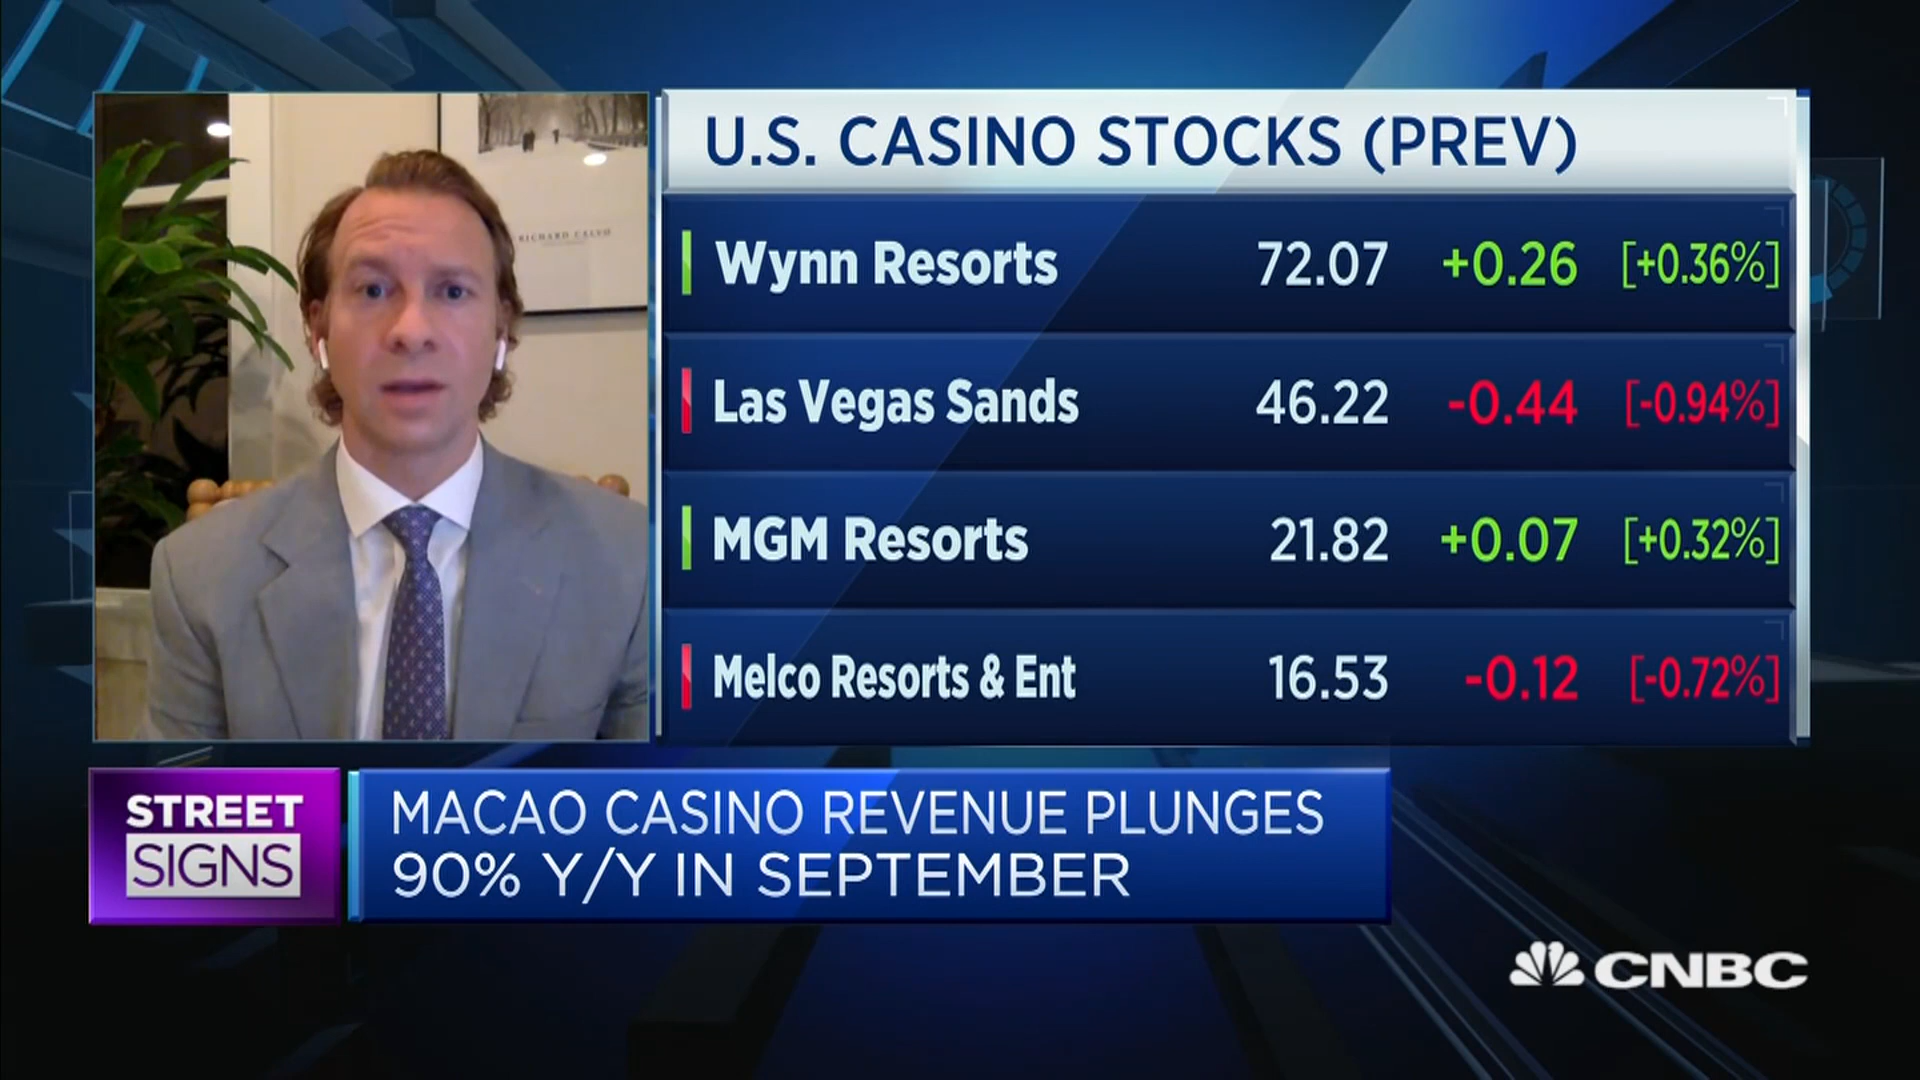 RICHARD CALVO
U.S. CASINO STOCKS (PREV)
Wynn Resorts 72.07 +0.26 [+0.36%]
Las Vegas Sands 46.22 -0.44 [-0.94%]
MGM Resorts 21.82 +0.07 [+0.32%]
Melco Resorts & Ent 16.53 -0.12 [-0.72%]
STREET
SIGNS
MACAO CASINO REVENUE PLUNGES
90% Y/Y IN SEPTEMBER
CNBC